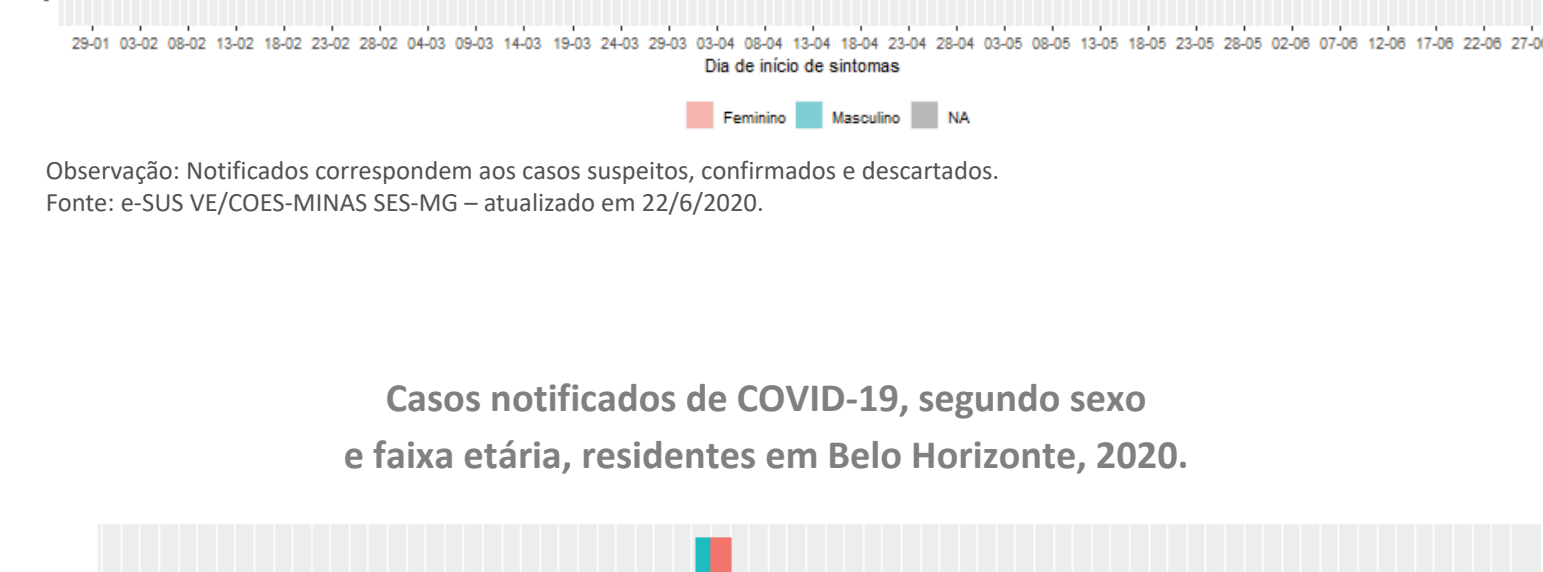 29-01 03-02 08-02 13-02 18-02 23-02 28-02 04-03 09-03 14-03 19-03 24-03 29-03 03-04 08-04 13-04 18-04 23-04 28-04 03-05 08-05 13-05 18-05 23-05 28-05 02-06 07-06 12-06 17-06 22-06
Dia de início de sintomas
Feminino Masculino NA
Observação: Notificados correspondem aos casos suspeitos, confirmados e descartados.
Fonte: e-SUS VE/COES-MINAS SES-MG – atualizado em 22/6/2020.
Casos notificados de COVID-19, segundo sexo
e faixa etária, residentes em Belo Horizonte, 2020.